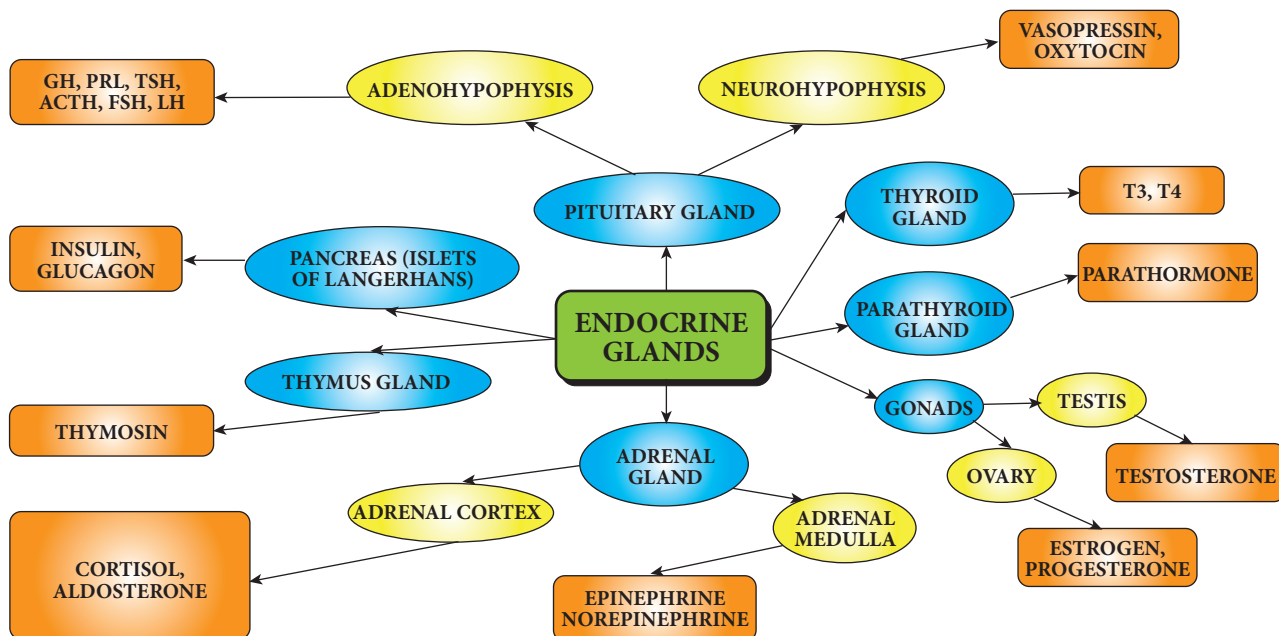 VASOPRESSIN,
OXYTOCIN
GH, PRL, TSH,
ACTH, FSH, LH
ADENOHYPOPHYSIS
NEUROHYPOPHYSIS
PITUITARY GLAND
THYROID
GLAND
T3, T4
INSULIN,
GLUCAGON
PANCREAS (ISLETS
OF LANGERHANS)
PARATHYROID
GLAND
PARATHORMONE
ENDOCRINE
GLANDS
THYMUS GLAND
GONADS
TESTIS
THYMOSIN
ADRENAL
GLAND
OVARY
TESTOSTERONE
ADRENAL CORTEX
ADRENAL
MEDULLA
CORTISOL,
ALDOSTERONE
EPINEPHRINE
NOREPINEPHRINE
ESTROGEN,
PROGESTERONE